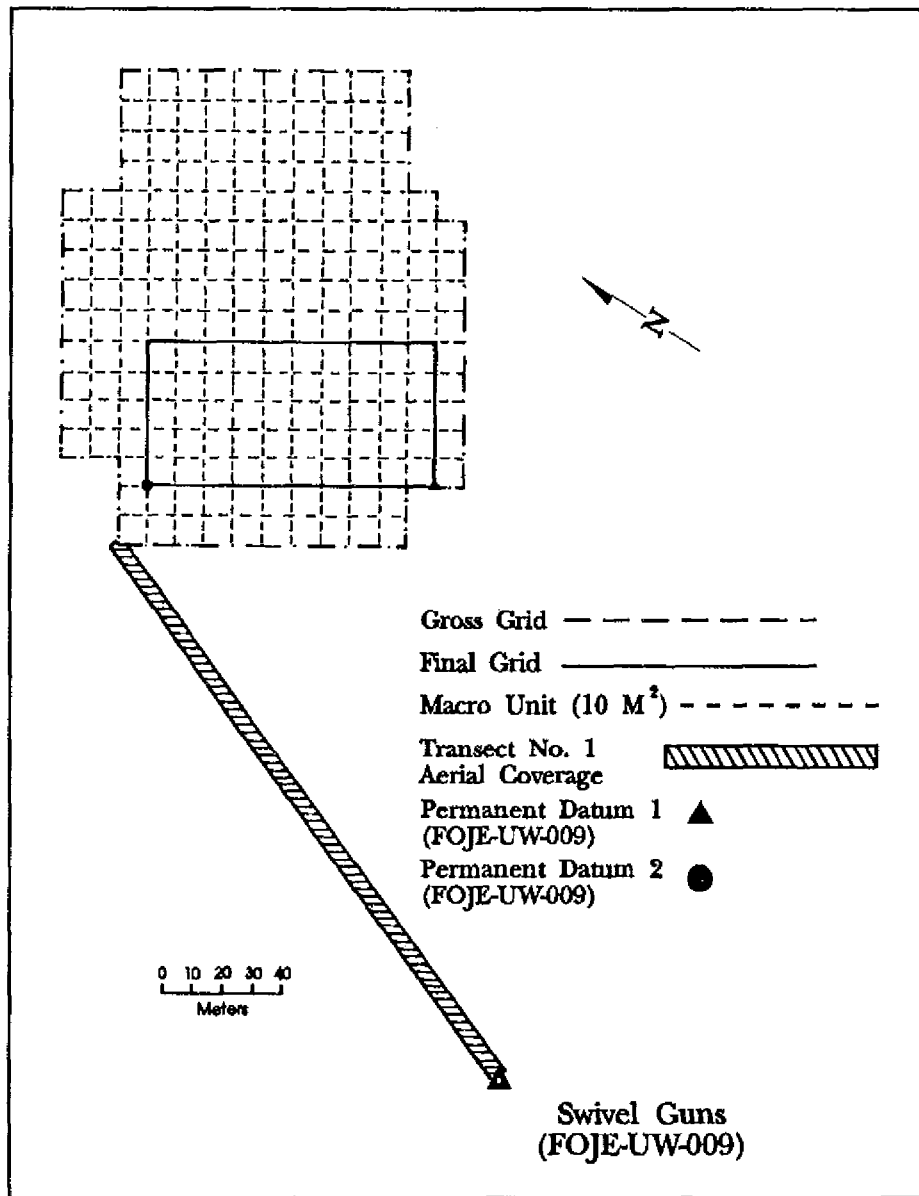 N
Gross Grid
Final Grid
Macro Unit (10 M²)
Transect No. 1
Aerial Coverage
Permanent Datum 1
(FOJE-UW-009)
Permanent Datum 2
(FOJE-UW-009)
0 10 20 30 40
Meters
Swivel Guns
(FOJE-UW-009)